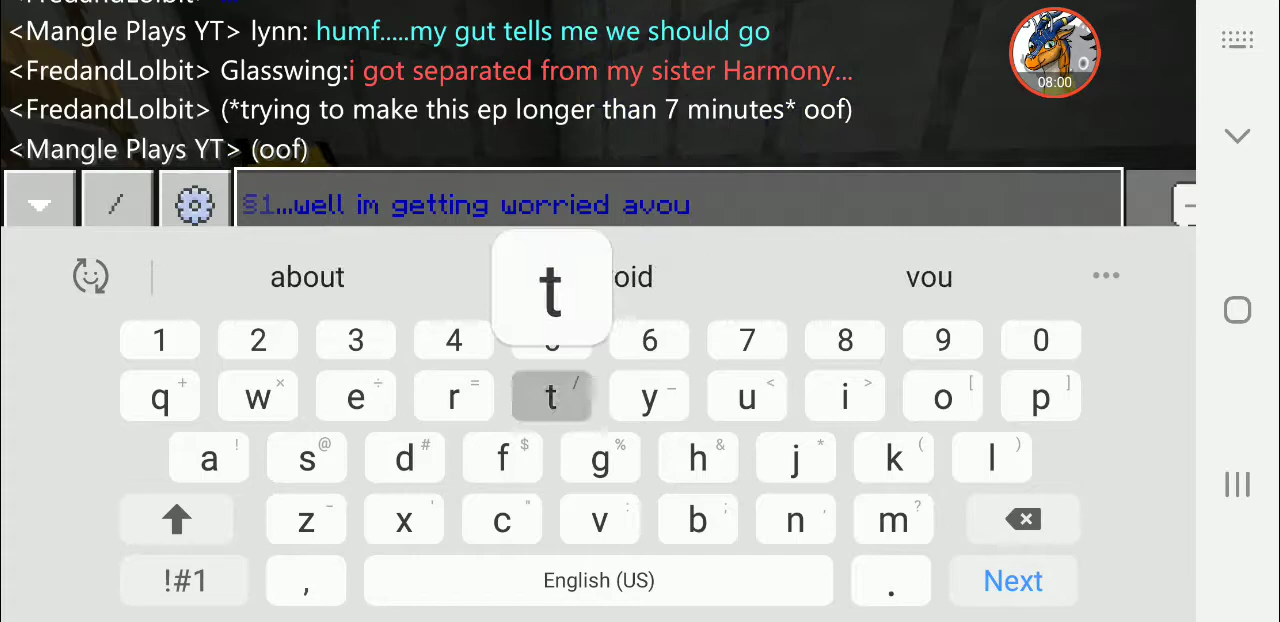 <Mangle Plays YT> lynn: humf.....my gut tells me we should go
<FredandLolbit> Glasswing:i got separated from my sister Harmony...
<FredandLolbit> (*trying to make this ep longer than 7 minutes* oof)
<Mangle Plays YT> (oof)
08:00
/ §1...well im getting worried avou
about oid vou
t
1 2 3 4 6 7 8 9 0
q + w × e ÷ r = t / y _ u < i > o [ p ]
a ! s @ d # f $ g % h & j * k ( l )
z - x ' c " v : b ; n , m ?
!#1 , English (US) . Next